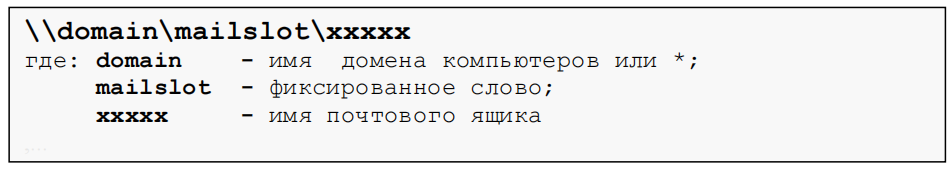 \\domain\mailslot\xxxxx
где: domain - имя домена компьютеров или *;
mailslot - фиксированное слово;
xxxxx - имя почтового ящика